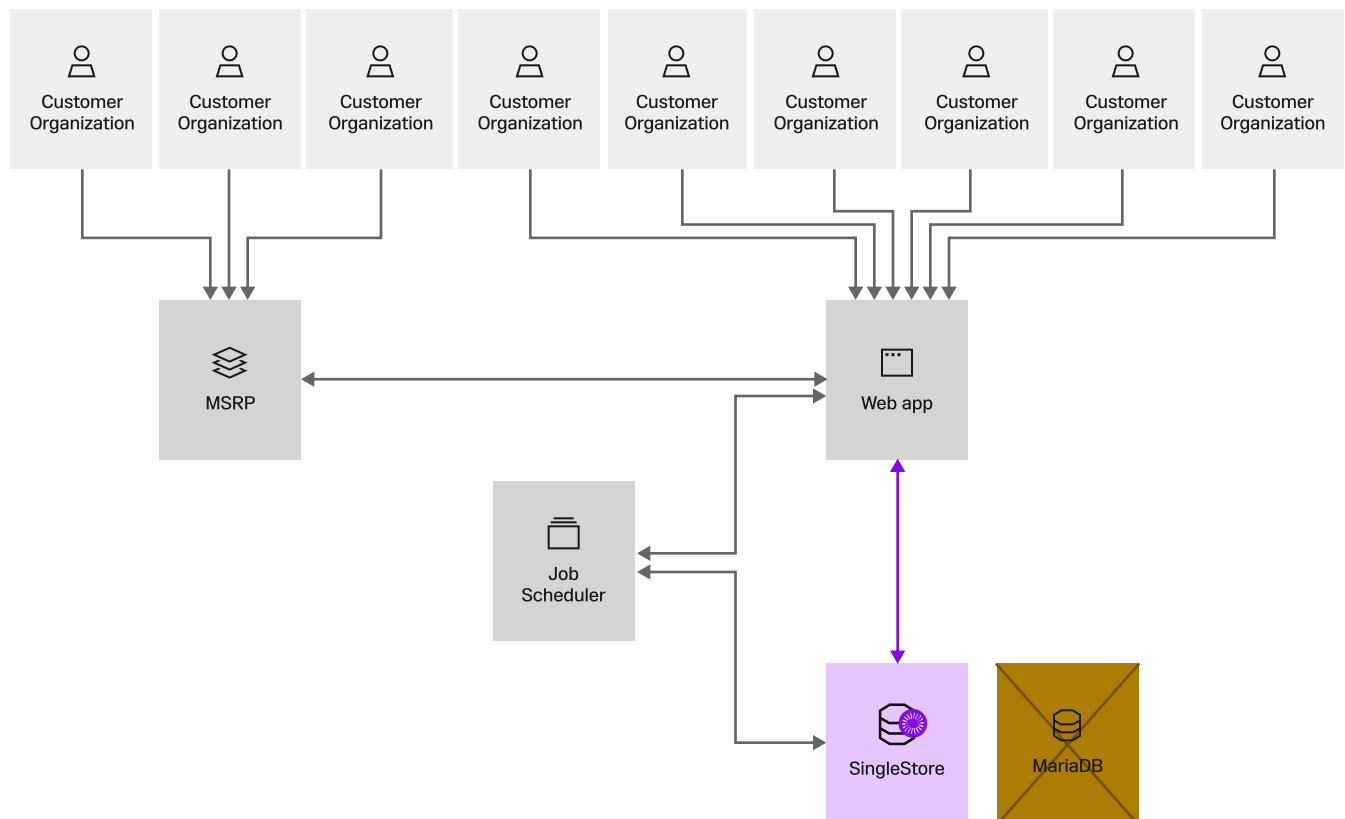 Customer
Organization
Customer
Organization
Customer
Organization
Customer
Organization
Customer
Organization
Customer
Organization
Customer
Organization
Customer
Organization
Customer
Organization
MSRP
Web app
Job
Scheduler
SingleStore
MariaDB